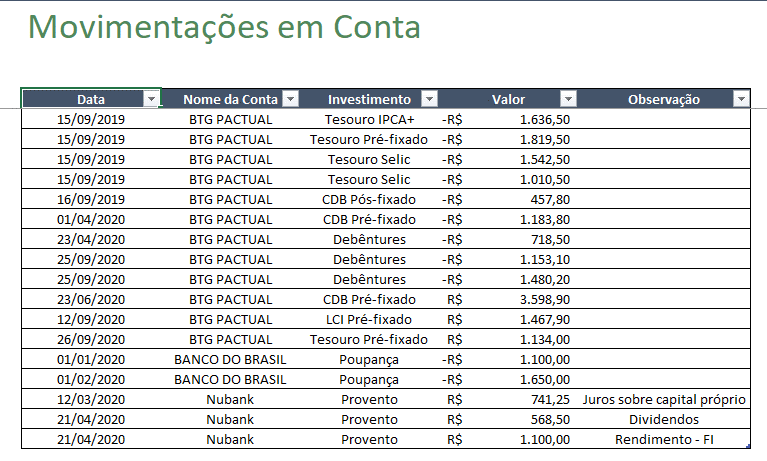 Movimentações em Conta
Data Nome da Conta Investimento Valor Observação
15/09/2019 BTG PACTUAL Tesouro IPCA+ -R$ 1.636,50
15/09/2019 BTG PACTUAL Tesouro Pré-fixado -R$ 1.819,50
15/09/2019 BTG PACTUAL Tesouro Selic -R$ 1.542,50
15/09/2019 BTG PACTUAL Tesouro Selic -R$ 1.010,50
16/09/2019 BTG PACTUAL CDB Pós-fixado -R$ 457,80
01/04/2020 BTG PACTUAL CDB Pré-fixado -R$ 1.183,80
23/04/2020 BTG PACTUAL Debêntures -R$ 718,50
25/09/2020 BTG PACTUAL Debêntures -R$ 1.153,10
25/09/2020 BTG PACTUAL Debêntures -R$ 1.480,20
23/06/2020 BTG PACTUAL CDB Pré-fixado R$ 3.598,90
12/09/2020 BTG PACTUAL LCI Pré-fixado R$ 1.467,90
26/09/2020 BTG PACTUAL Tesouro Pré-fixado R$ 1.134,00
01/01/2020 BANCO DO BRASIL Poupança -R$ 1.100,00
01/02/2020 BANCO DO BRASIL Poupança -R$ 1.650,00
12/03/2020 Nubank Provento R$ 741,25 Juros sobre capital próprio
21/04/2020 Nubank Provento R$ 568,50 Dividendos
21/04/2020 Nubank Provento R$ 1.100,00 Rendimento - FI